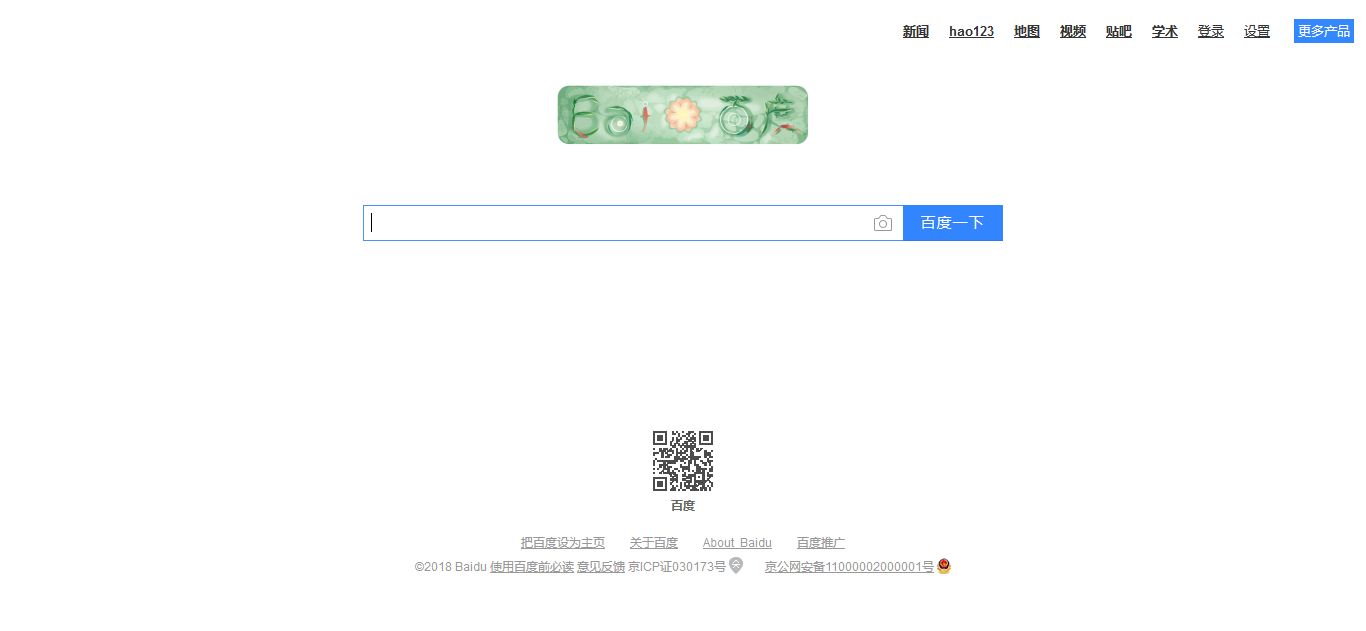 新闻 hao123 地图 视频 贴吧 学术 登录 设置 更多产品
Bai 百度
百度一下
百度
把百度设为主页 关于百度 About Baidu 百度推广
©2018 Baidu 使用百度前必读 意见反馈 京ICP证030173号 京公网安备11000002000001号